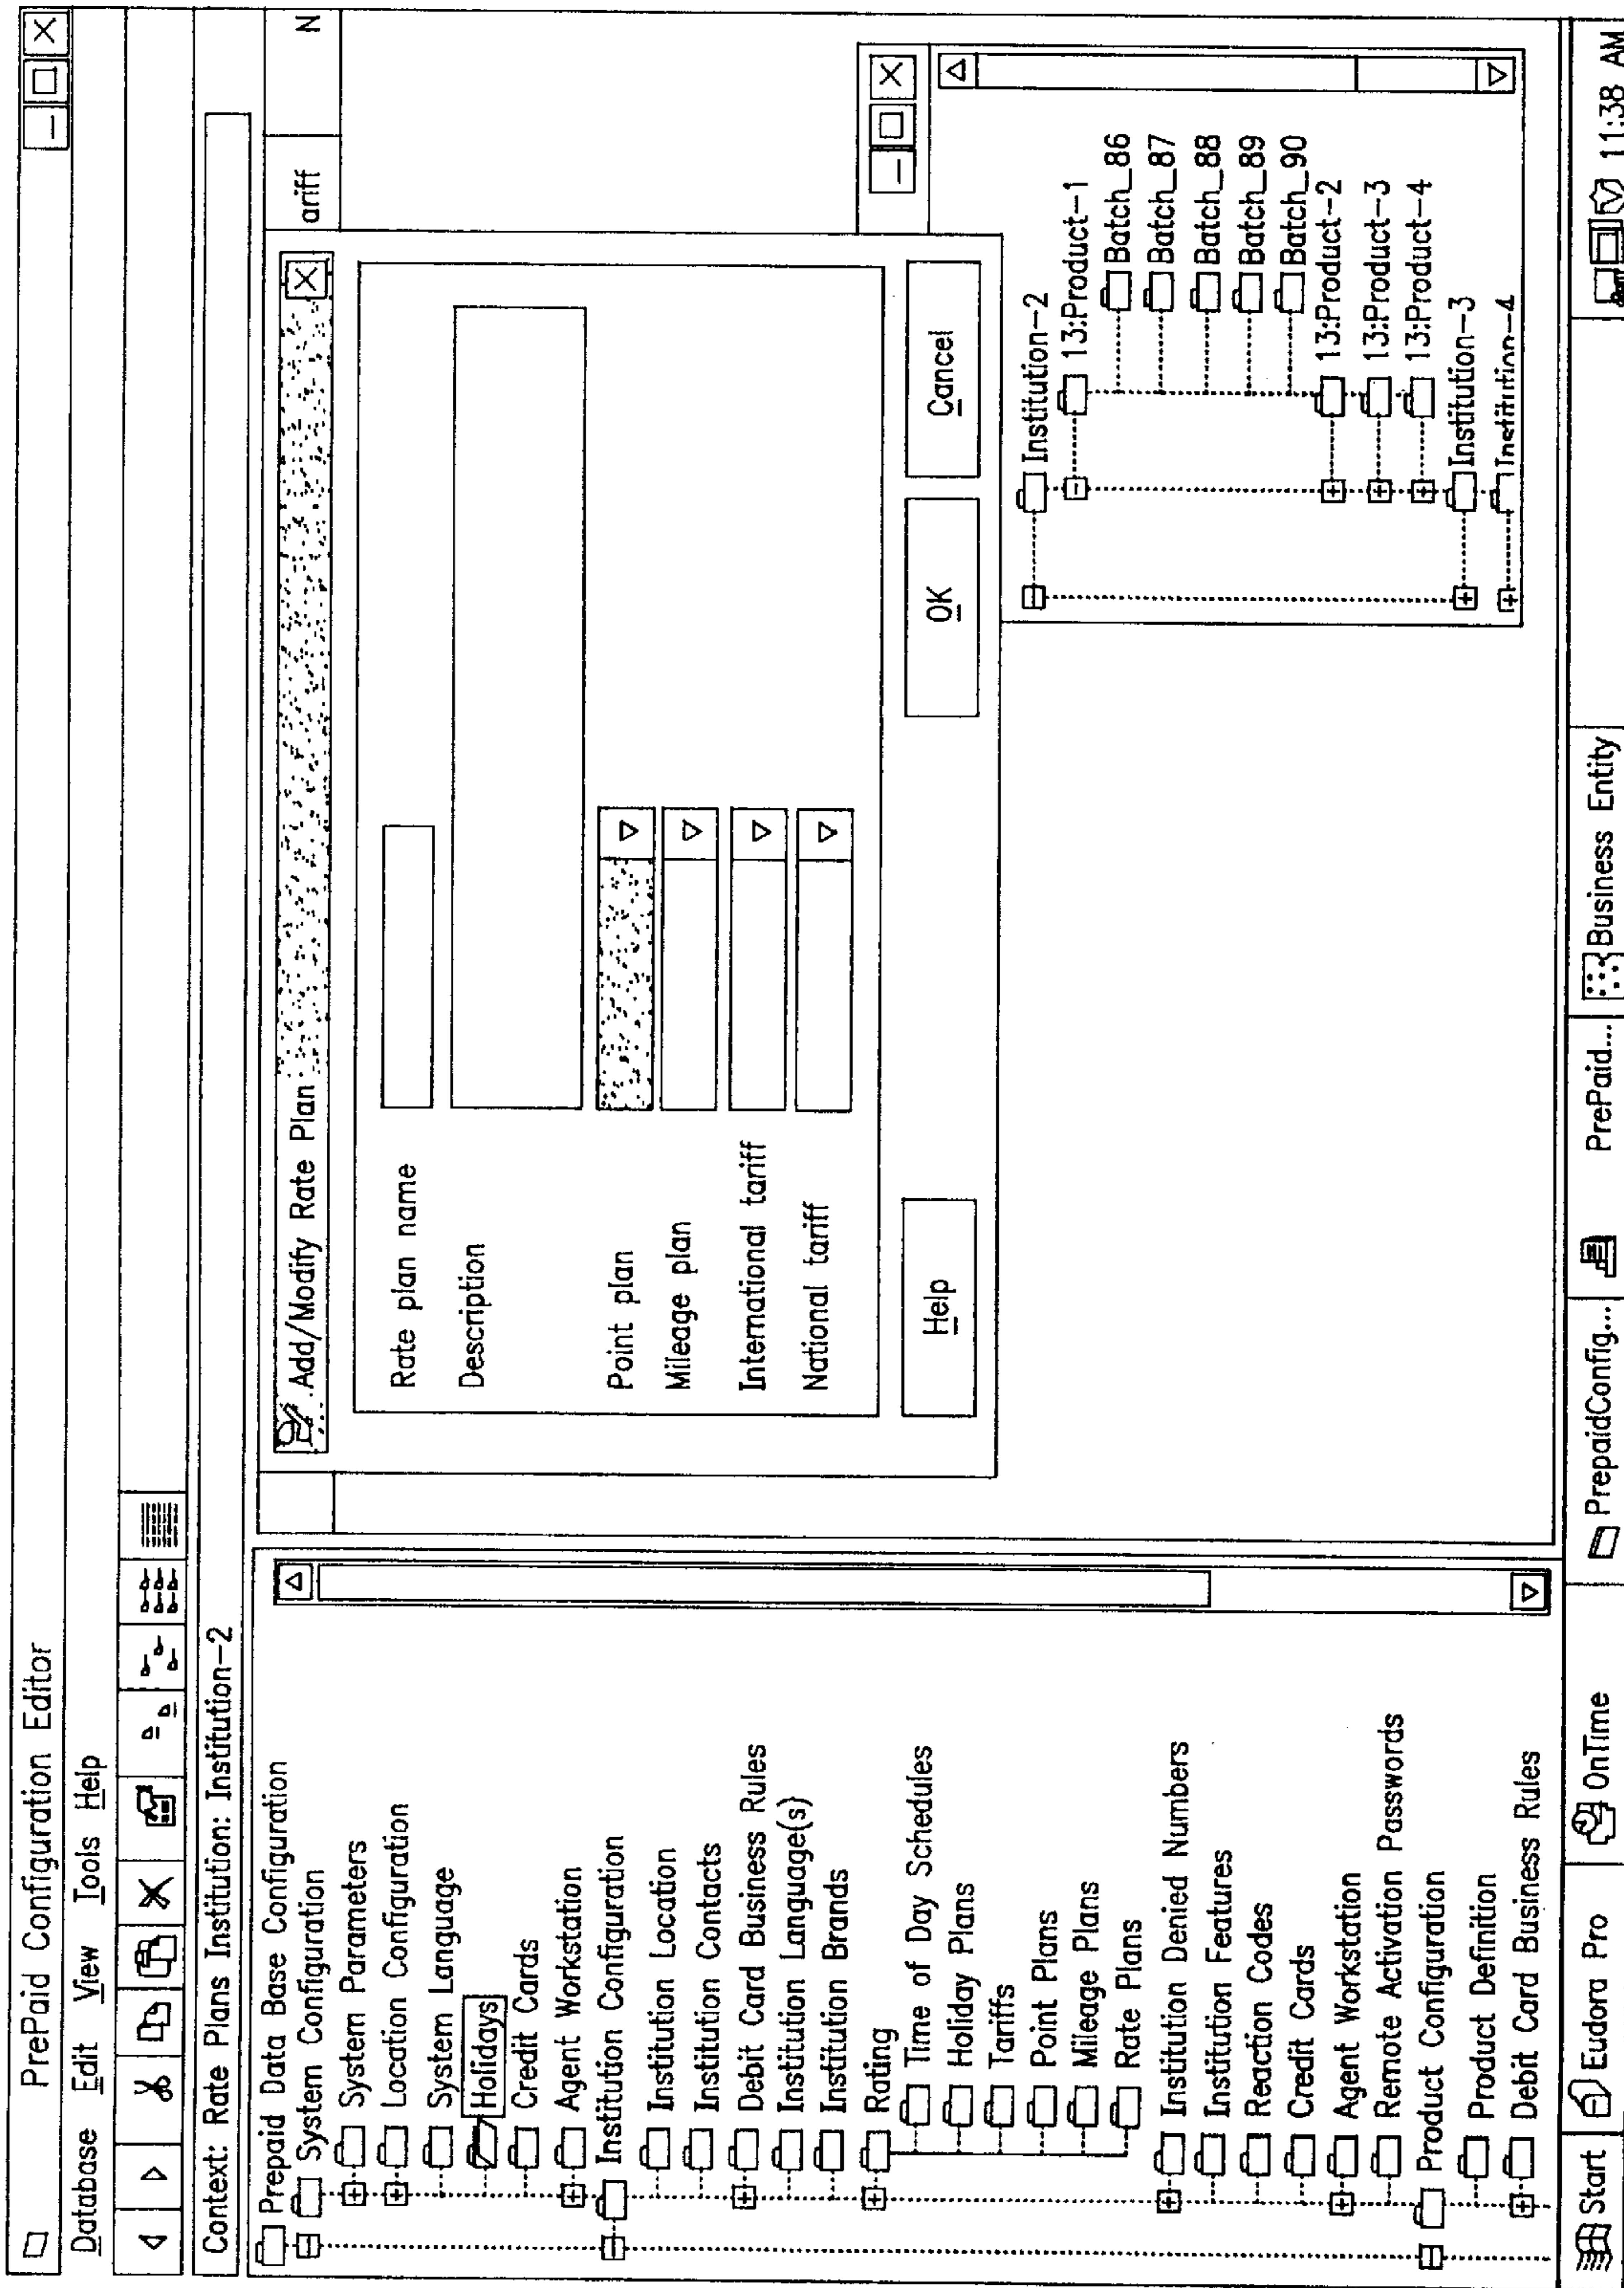 PrePaid Configuration Editor
Database Edit View Tools Help
Context: Rate Plans Institution: Institution-2
Prepaid Data Base Configuration
System Configuration
System Parameters
Location Configuration
System Language
Holidays
Credit Cards
Agent Workstation
Institution Configuration
Institution Location
Institution Contacts
Debit Card Business Rules
Institution Language(s)
Institution Brands
Rating
Time of Day Schedules
Holiday Plans
Tariffs
Point Plans
Mileage Plans
Rate Plans
Institution Denied Numbers
Institution Features
Reaction Codes
Credit Cards
Agent Workstation
Remote Activation Passwords
Product Configuration
Product Definition
Debit Card Business Rules
ariff N
Add/Modify Rate Plan
Rate plan name
Description
Point plan
Mileage plan
International tariff
National tariff
Help OK Cancel
Institution-2
13:Product-1
Batch_86
Batch_87
Batch_88
Batch_89
Batch_90
13:Product-2
13:Product-3
13:Product-4
Institution-3
Institution-4
Start Eudora Pro OnTime PrepaidConfig... PrePaid... Business Entity 11:38 AM